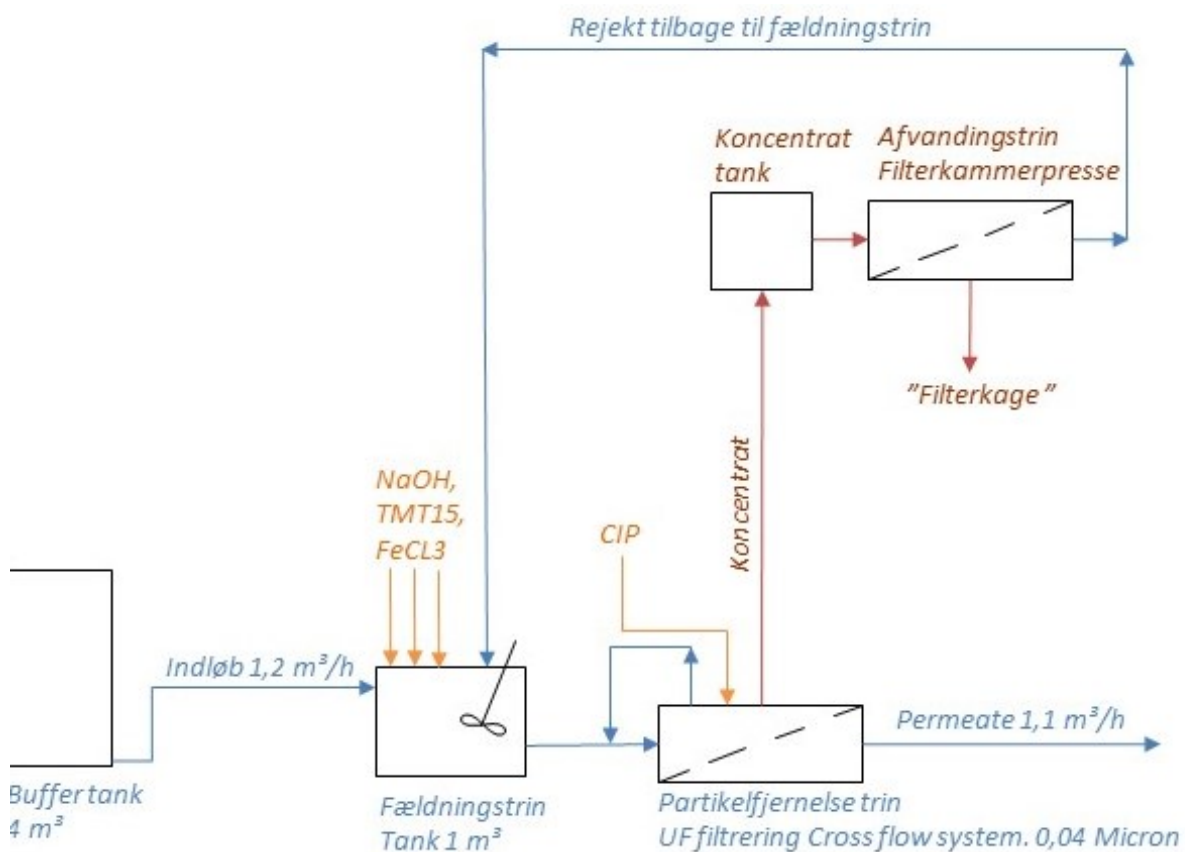 Rejekt tilbage til fældningstrin
Koncentrat
tank
Afvandingstrin
Filterkammerpresse
"Filterkage"
Koncentrat
NaOH,
TMT15,
FeCL3
CIP
Indløb 1,2 m³/h
Permeate 1,1 m³/h
Buffer tank
4 m³
Fældningstrin
Tank 1 m³
Partikelfjernelse trin
UF filtrering Cross flow system. 0,04 Micron